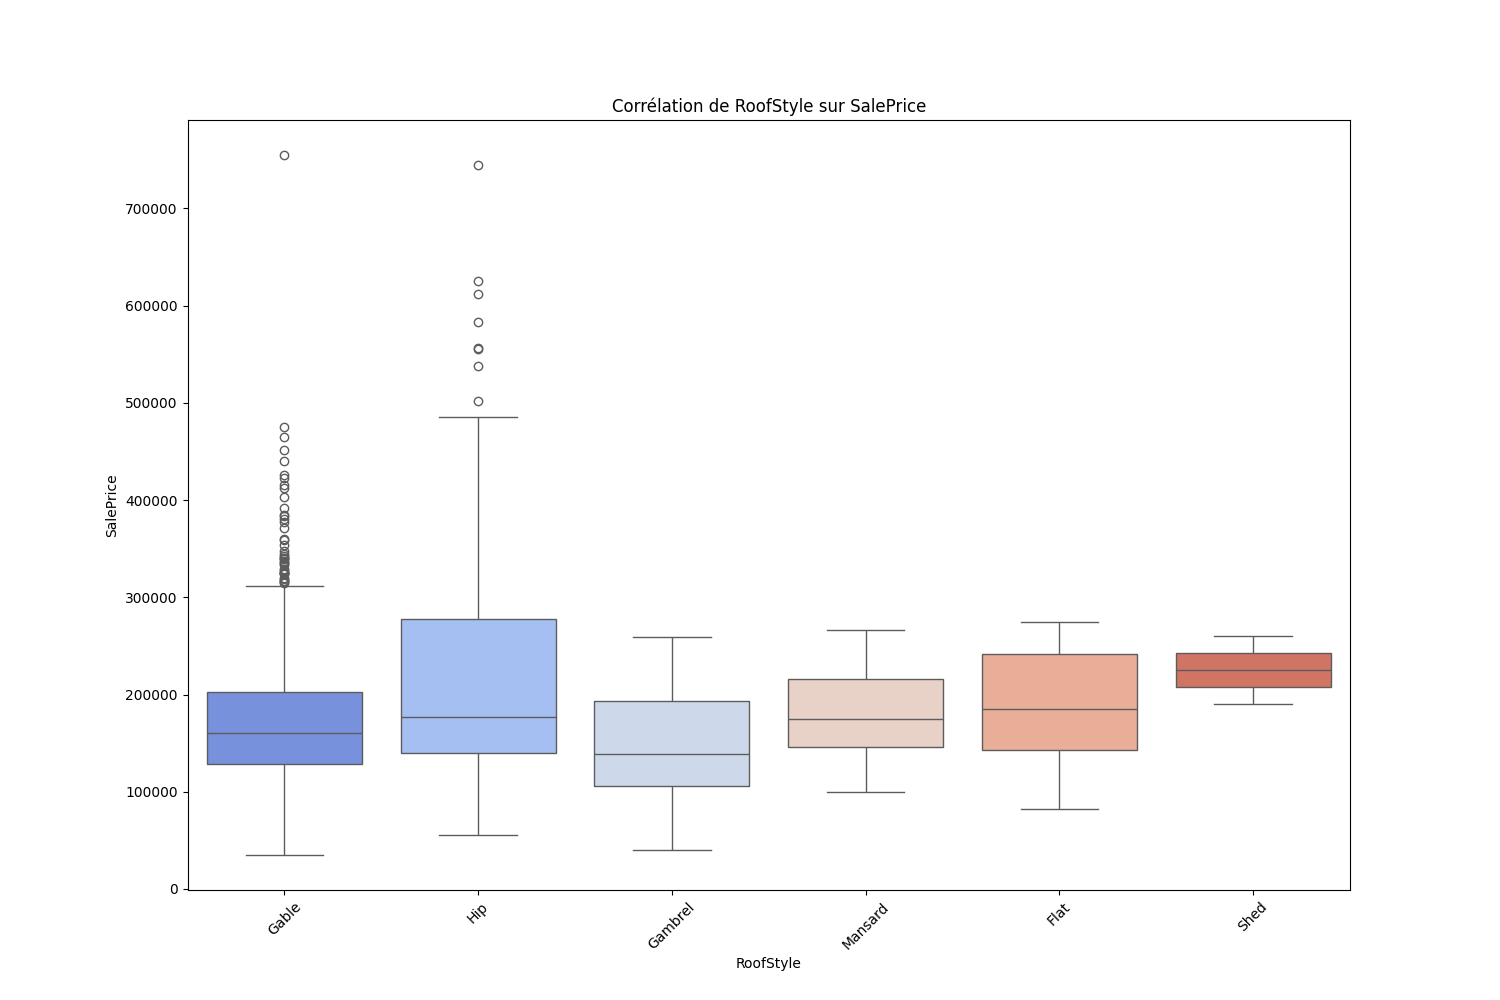 Corrélation de RoofStyle sur SalePrice
SalePrice
700000
600000
500000
400000
300000
200000
100000
0
Gable
Hip
Gambrel
Mansard
Flat
Shed
RoofStyle